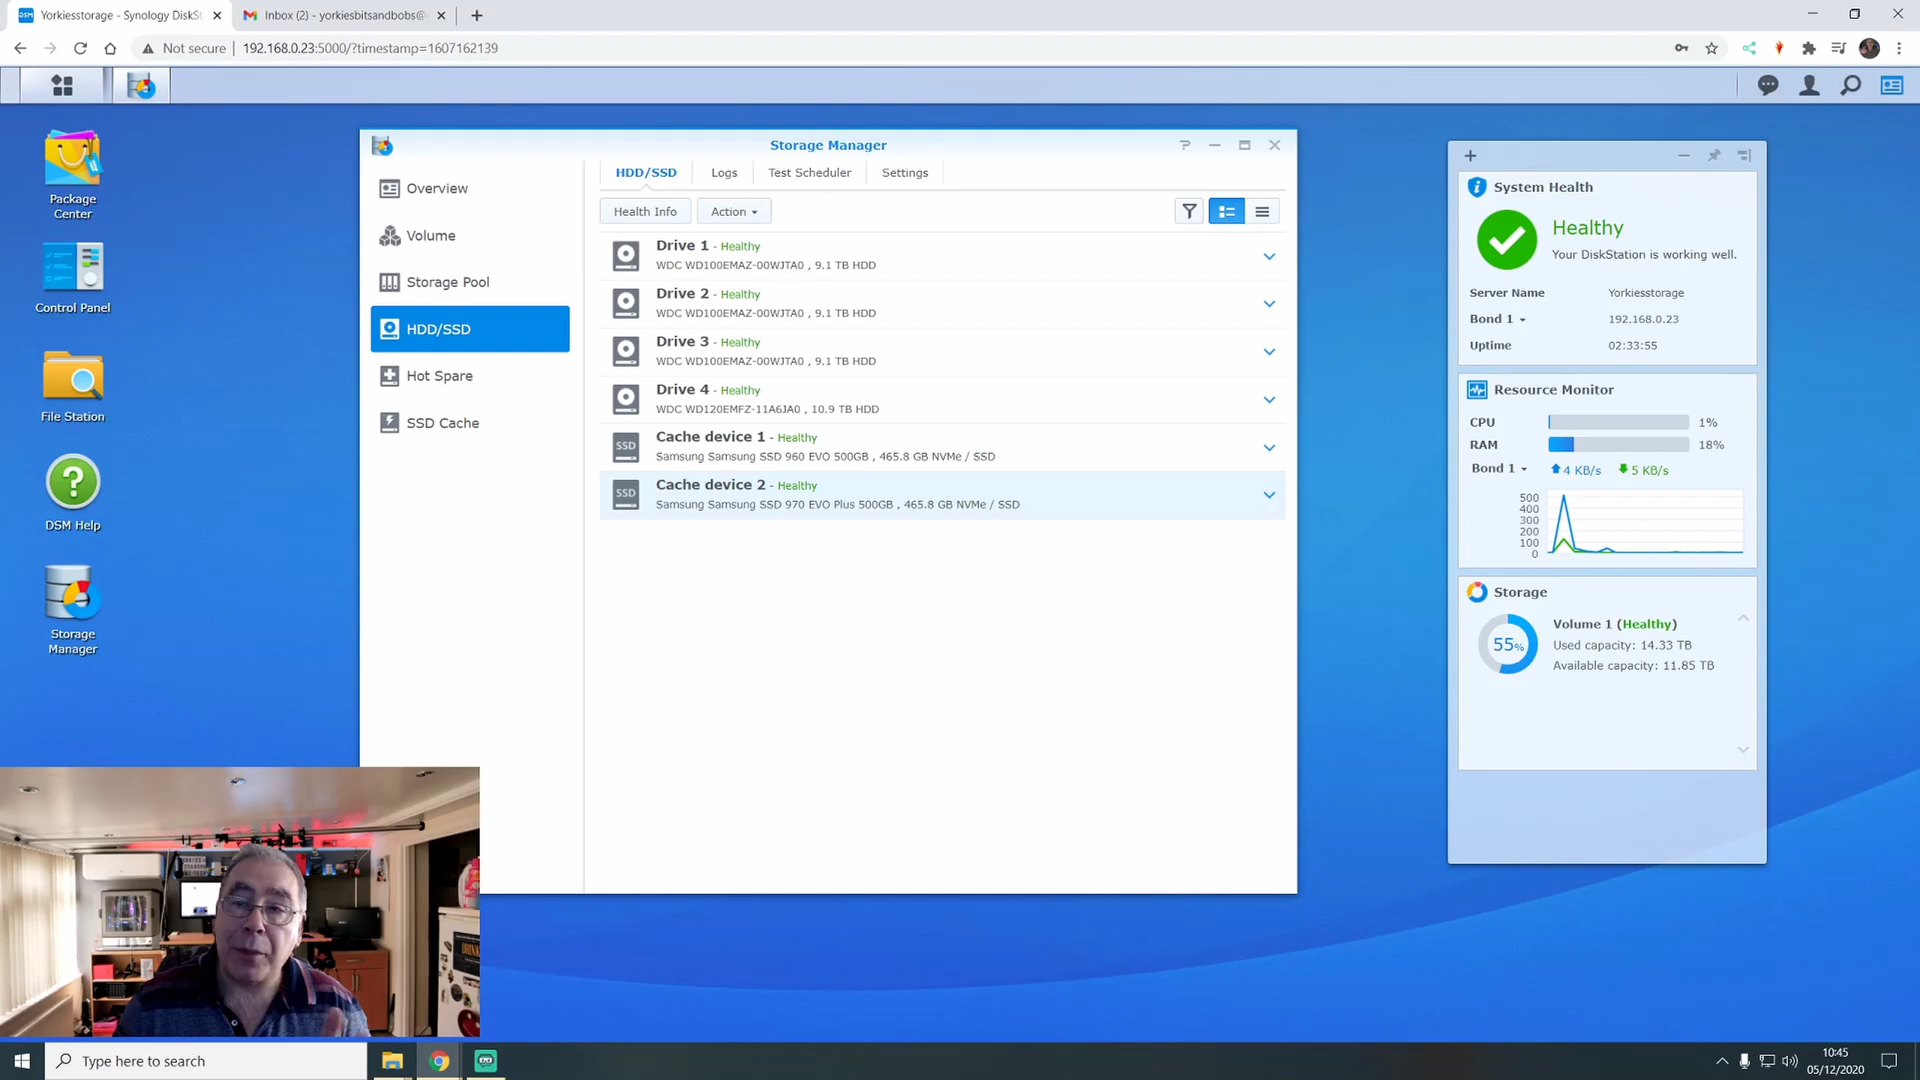 Yorkiesstorage - Synology DiskSt
Inbox (2) - yorkiesbitsandbobs@
Not secure
192.168.0.23:5000/?timestamp=1607162139
Package
Center
Control Panel
File Station
DSM Help
Storage
Manager
Storage Manager
Overview
Volume
Storage Pool
HDD/SSD
Hot Spare
SSD Cache
HDD/SSD
Logs
Test Scheduler
Settings
Health Info
Action
Drive 1 - Healthy
WDC WD100EMAZ-00WJTA0 , 9.1 TB HDD
Drive 2 - Healthy
WDC WD100EMAZ-00WJTA0 , 9.1 TB HDD
Drive 3 - Healthy
WDC WD100EMAZ-00WJTA0 , 9.1 TB HDD
Drive 4 - Healthy
WDC WD120EMFZ-11A6JA0 , 10.9 TB HDD
SSD
Cache device 1 - Healthy
Samsung Samsung SSD 960 EVO 500GB , 465.8 GB NVMe / SSD
SSD
Cache device 2 - Healthy
Samsung Samsung SSD 970 EVO Plus 500GB , 465.8 GB NVMe / SSD
System Health
Healthy
Your DiskStation is working well.
Server Name Yorkiesstorage
Bond 1 192.168.0.23
Uptime 02:33:55
Resource Monitor
CPU 1%
RAM 18%
Bond 1 4 KB/s 5 KB/s
500
400
300
200
100
0
Storage
55%
Volume 1 (Healthy)
Used capacity: 14.33 TB
Available capacity: 11.85 TB
Type here to search
10:45
05/12/2020